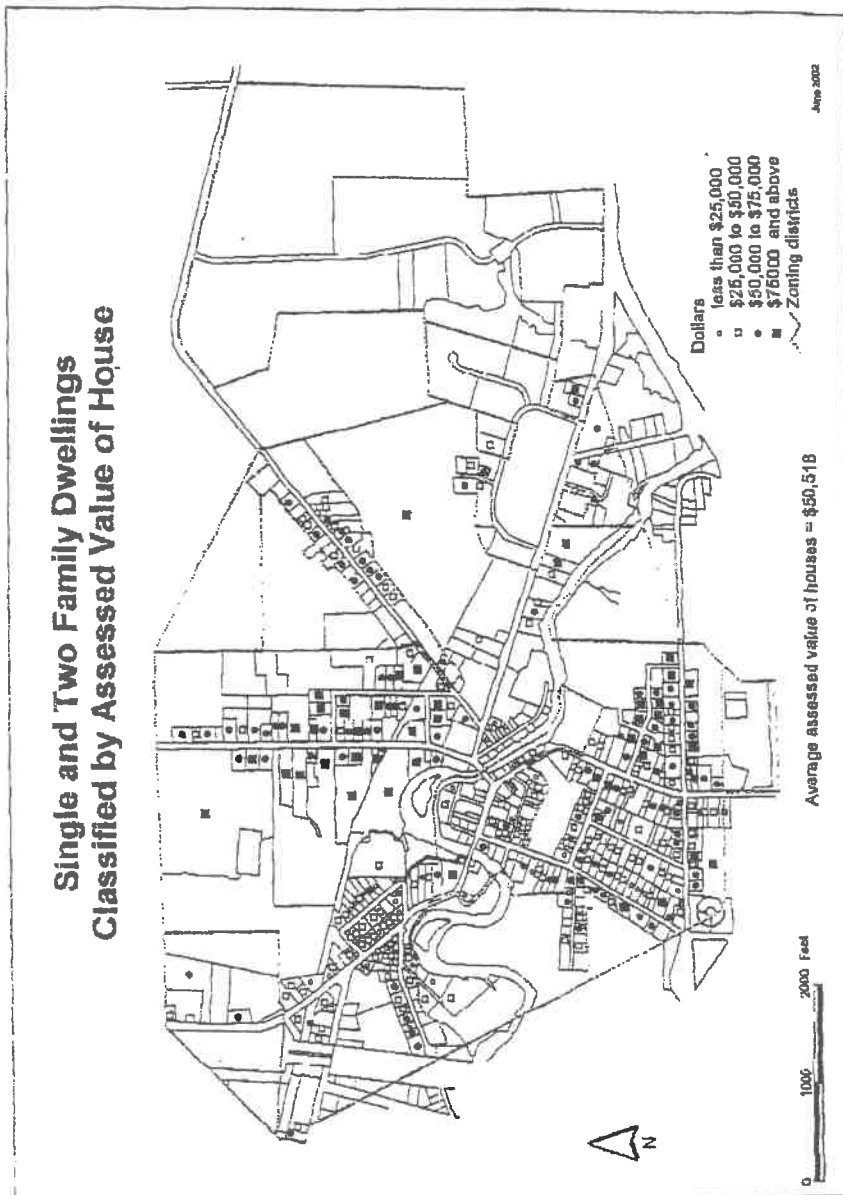 Single and Two Family Dwellings
Classified by Assessed Value of House
Dollars
less than $25,000
$25,000 to $50,000
$50,000 to $75,000
$75000 and above
Zoning districts
Average assessed value of houses = $50,518
June 2002
0 1000 2000 Feet
N